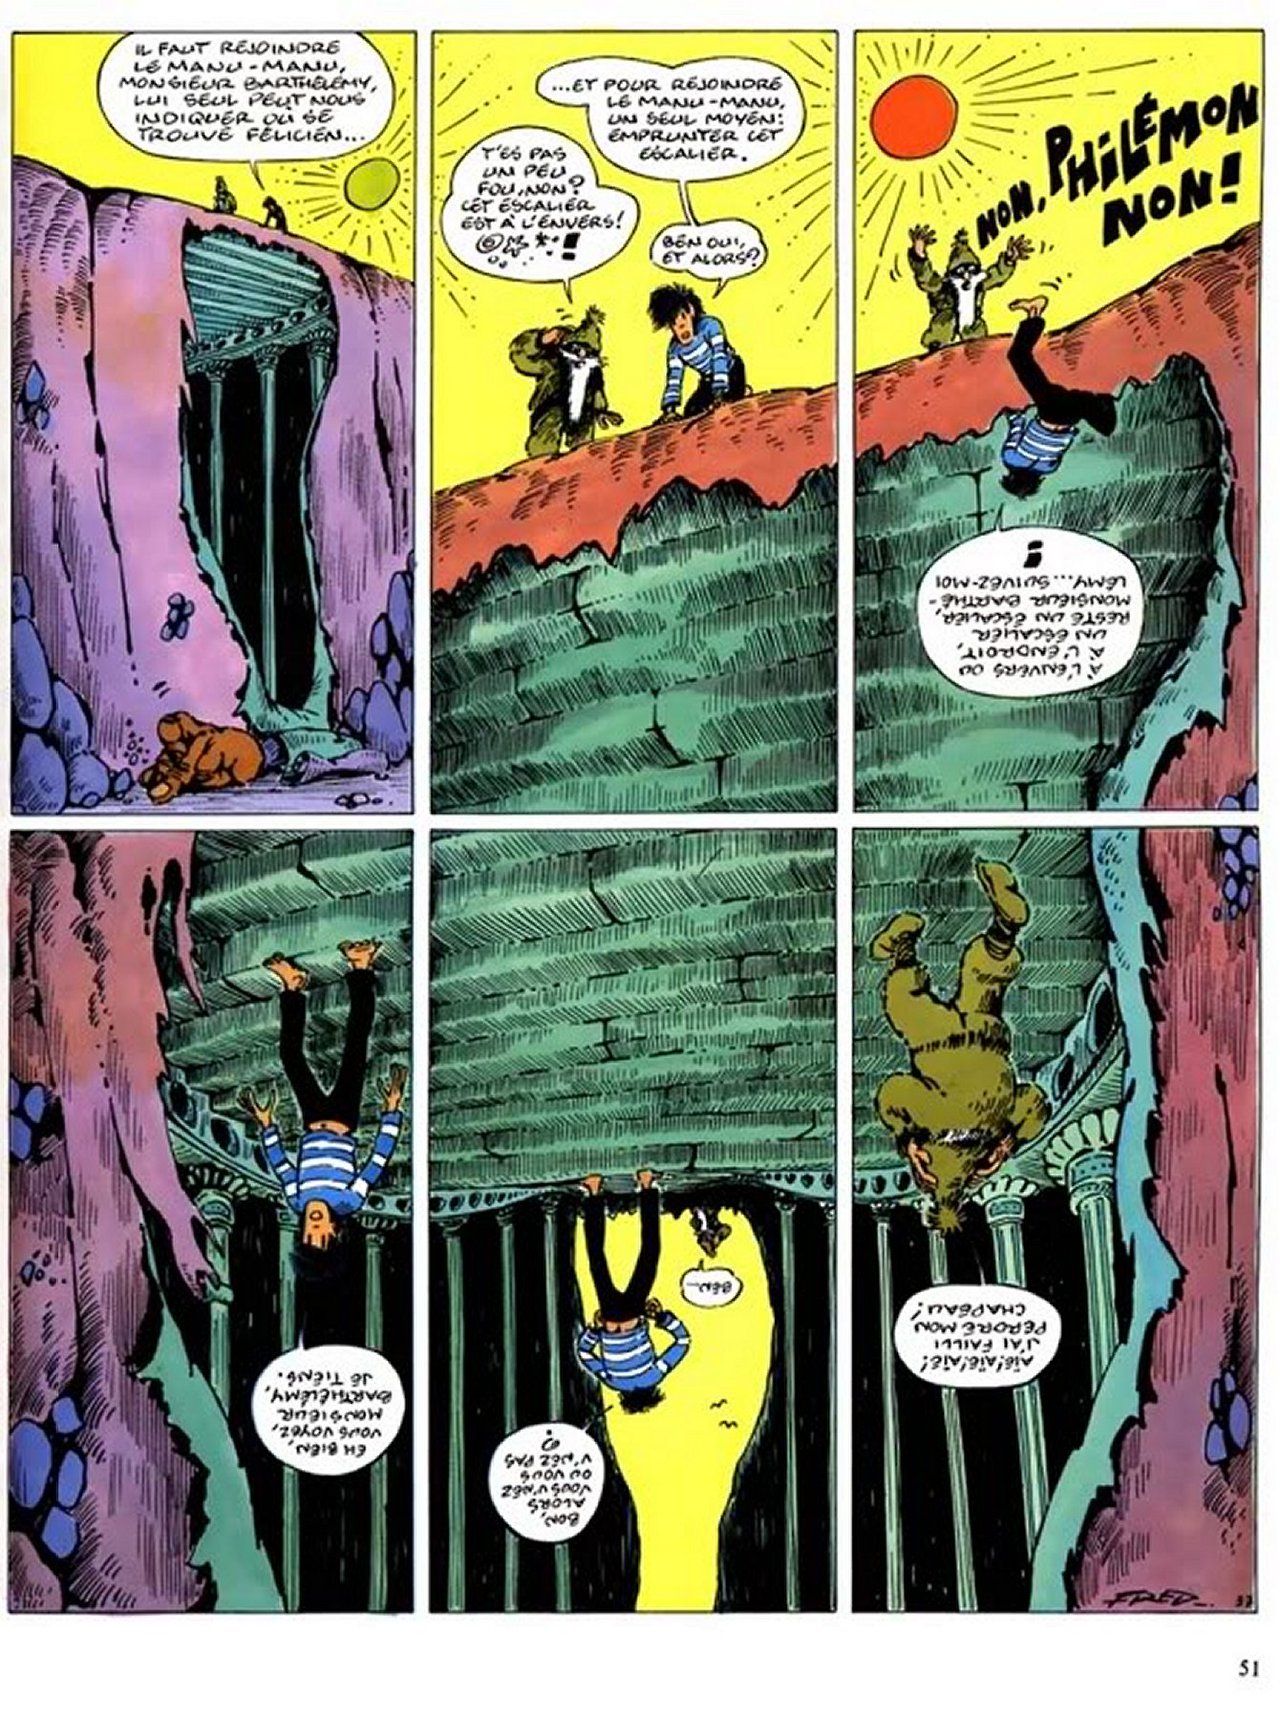 IL FAUT REJOINDRE
LE MANU-MANU,
MONSIEUR BARTHÉLÉMY,
LUI SEUL PEUT NOUS
INDIQUER OÙ SE
TROUVE FÉLICIEN...
...ET POUR REJOINDRE
LE MANU-MANU,
UN SEUL MOYEN:
EMPRUNTER CET
ESCALIER.
T'ES PAS
UN PEU
FOU, NON?
CET ESCALIER
EST À L'ENVERS!
BEN OUI,
ET ALORS?
NON, PHILÉMON
NON!
À L'ENVERS OU
À L'ENDROIT,
UN ESCALIER
RESTE UN ESCALIER,
MONSIEUR BARTHÉ-
LÉMY... SUIVEZ-MOI
!
EH BIEN,
VOUS VOYEZ,
MONSIEUR
BARTHÉLÉMY,
JE TIENS.
BON,
ALORS
VOUS V'NEZ
OU VOUS
V'NEZ PAS
?
BEN...
AÏE!AÏE!AÏE!
J'AI FAILLI
PERDRE MON
CHAPEAU!
FRED_
37
51